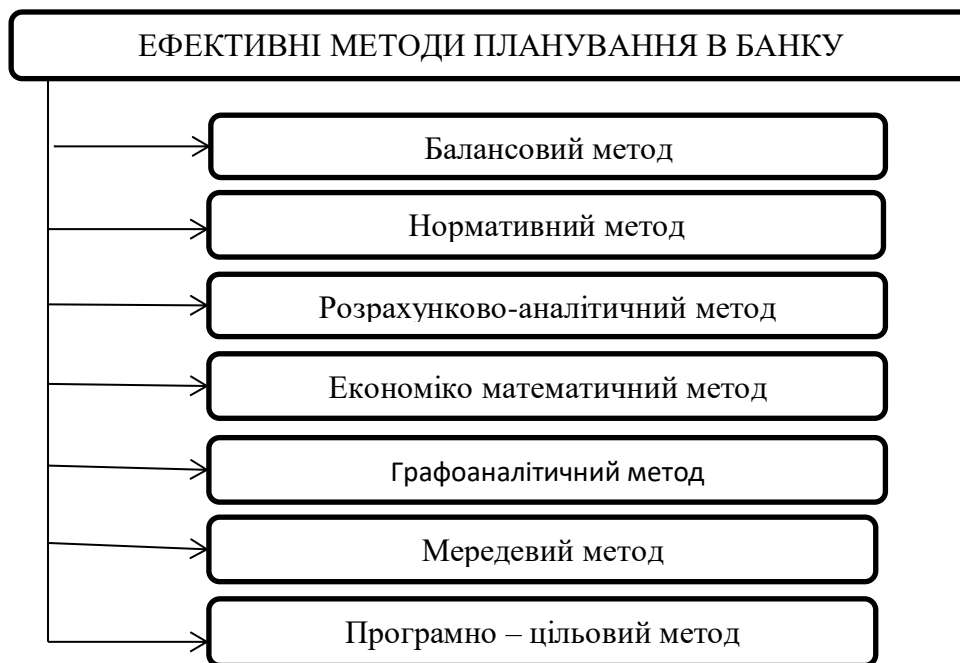 ЕФЕКТИВНІ МЕТОДИ ПЛАНУВАННЯ В БАНКУ
Балансовий метод
Нормативний метод
Розрахунково-аналітичний метод
Економіко математичний метод
Графоаналітичний метод
Мередевий метод
Програмно – цільовий метод